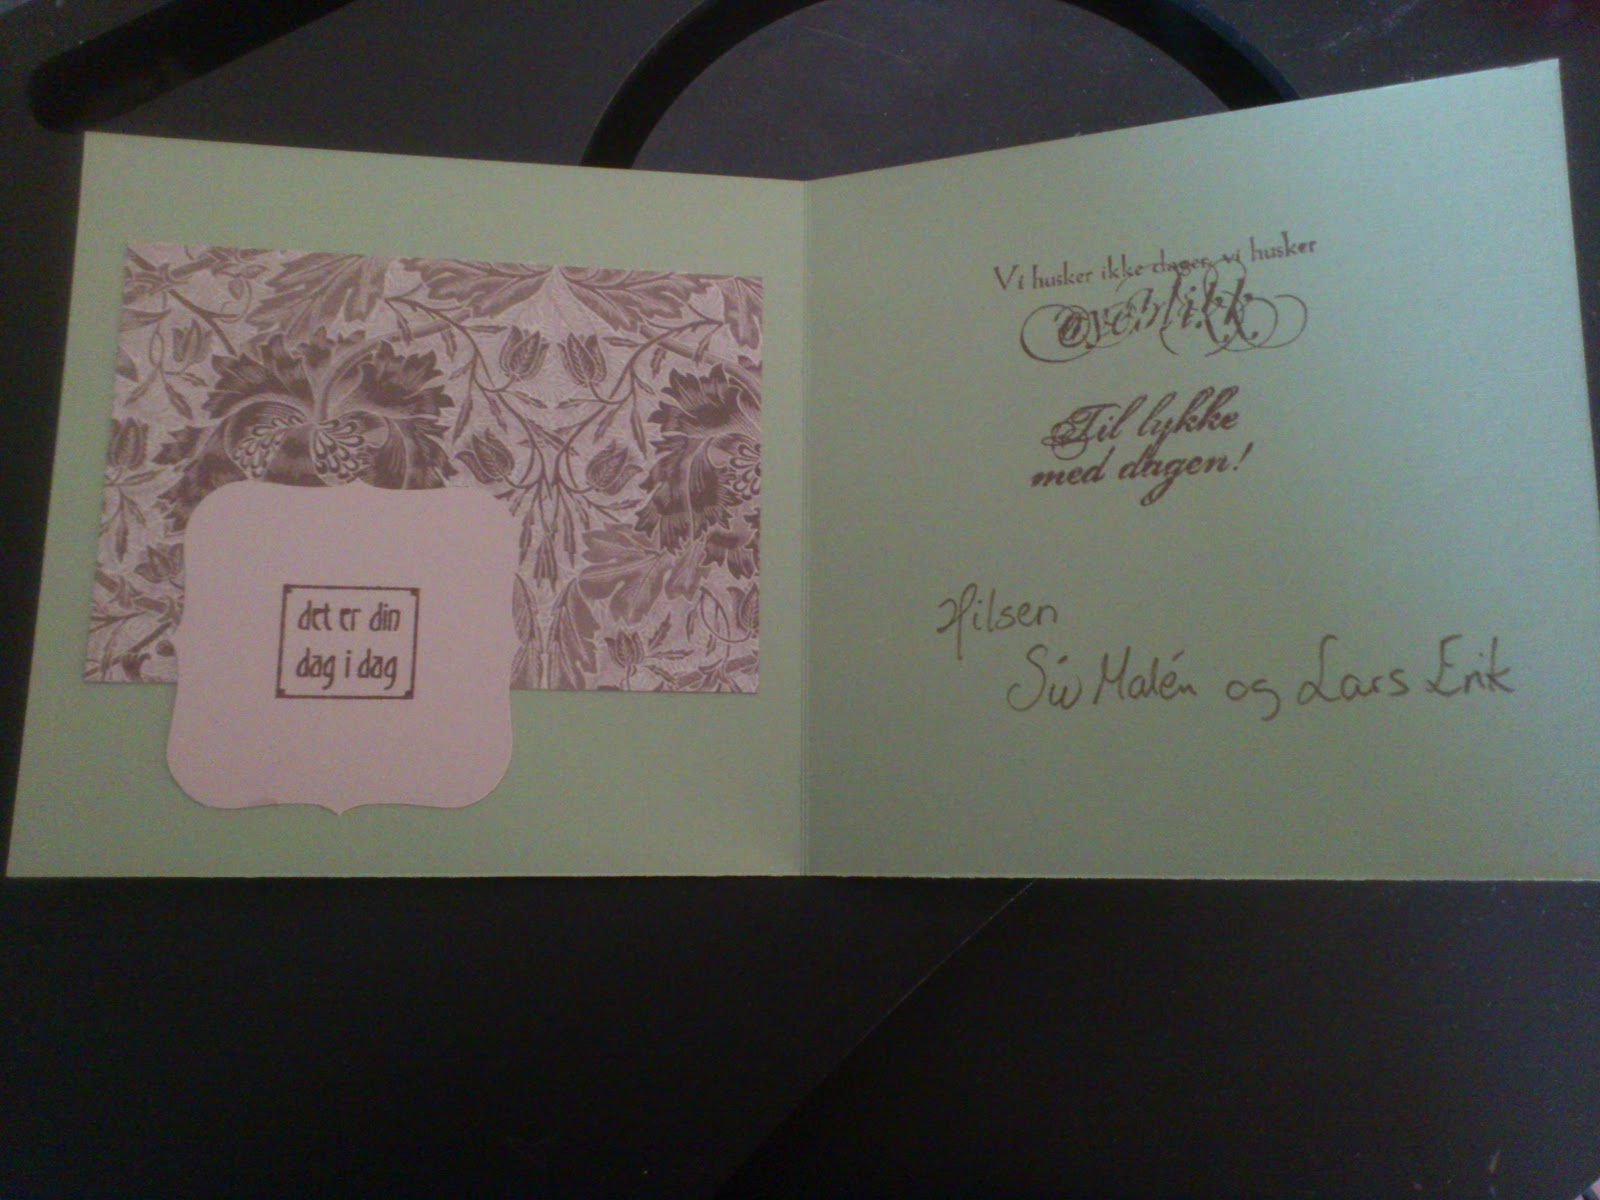 det er din
dag i dag
Vi husker ikke dager, vi husker
øyeblikk
Til lykke
med dagen!
Hilsen
Siw Malén og Lars Erik